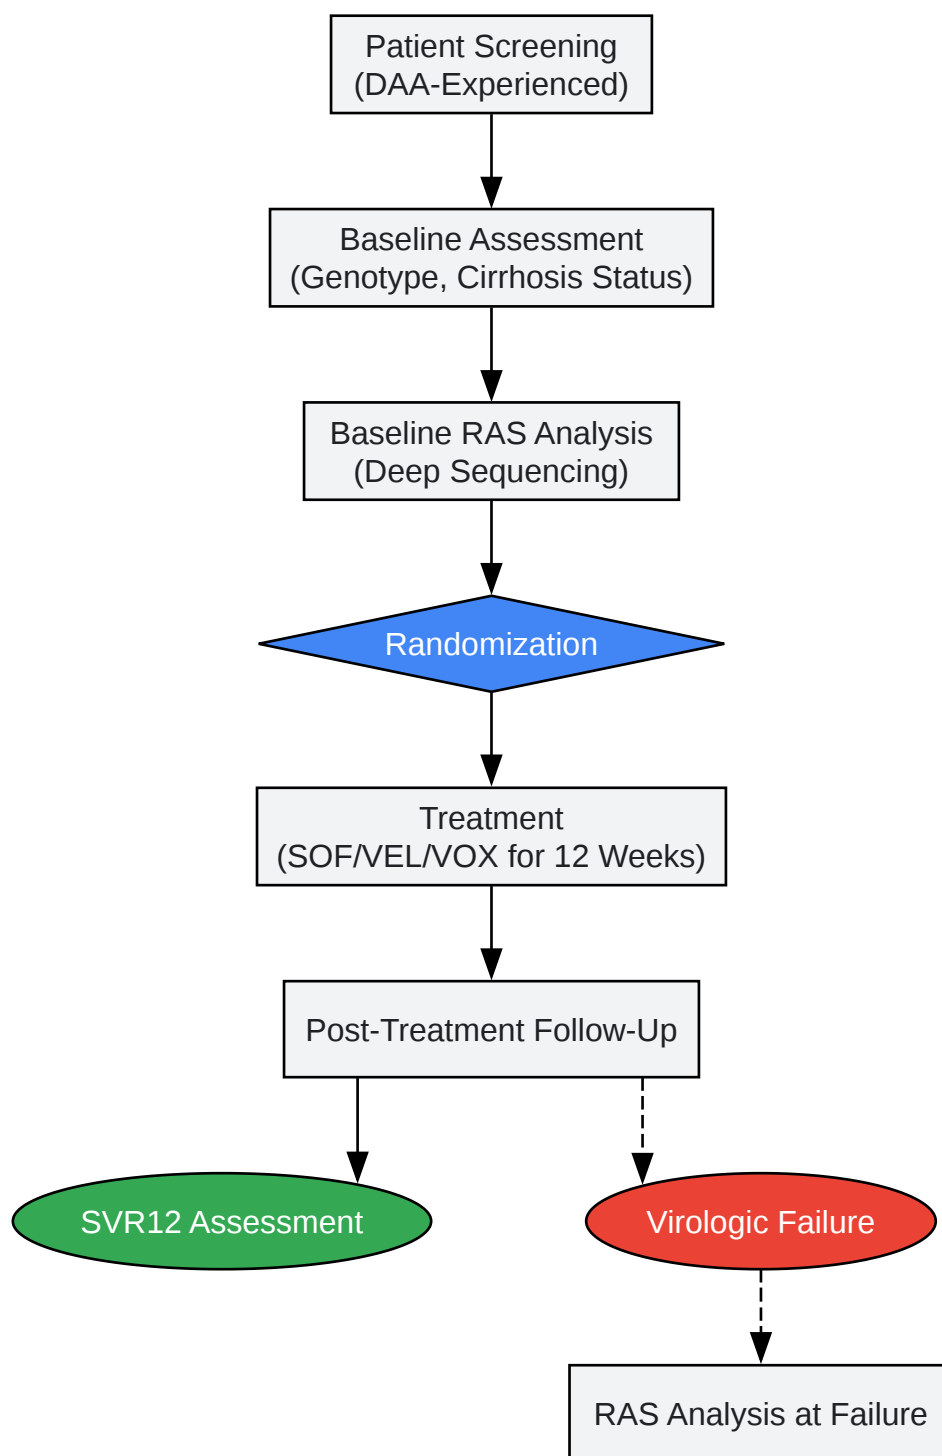 Patient Screening
(DAA-Experienced)
Baseline Assessment
(Genotype, Cirrhosis Status)
Baseline RAS Analysis
(Deep Sequencing)
Randomization
Treatment
(SOF/VEL/VOX for 12 Weeks)
Post-Treatment Follow-Up
SVR12 Assessment
Virologic Failure
RAS Analysis at Failure